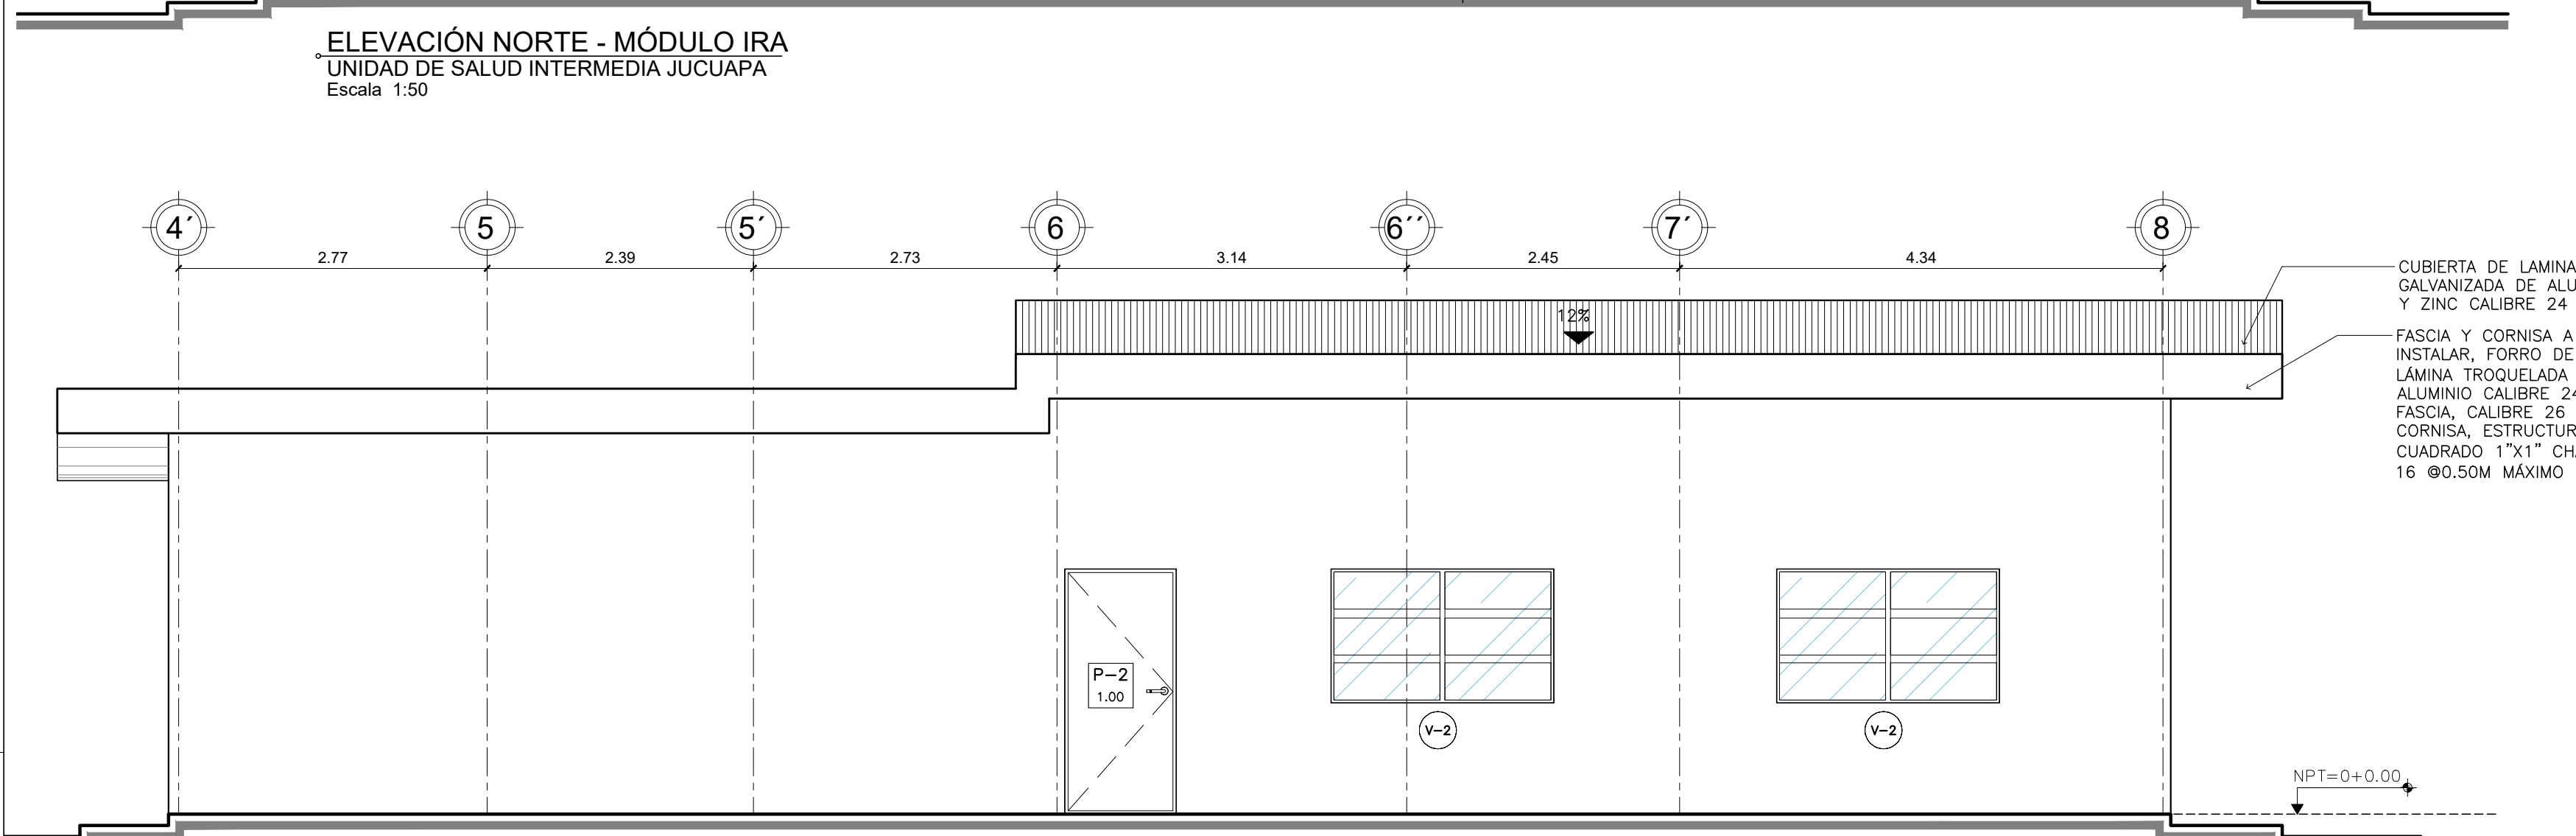 ELEVACIÓN NORTE - MÓDULO IRA
UNIDAD DE SALUD INTERMEDIA JUCUAPA
Escala 1:50
4´ 5 5´ 6 6´´ 7´ 8
2.77 2.39 2.73 3.14 2.45 4.34
12%
CUBIERTA DE LAMINA
GALVANIZADA DE ALU
Y ZINC CALIBRE 24
FASCIA Y CORNISA A
INSTALAR, FORRO DE
LÁMINA TROQUELADA
ALUMINIO CALIBRE 24
FASCIA, CALIBRE 26
CORNISA, ESTRUCTUR
CUADRADO 1"X1" CH
16 @0.50M MÁXIMO
P-2
1.00
V-2
V-2
NPT=0+0.00